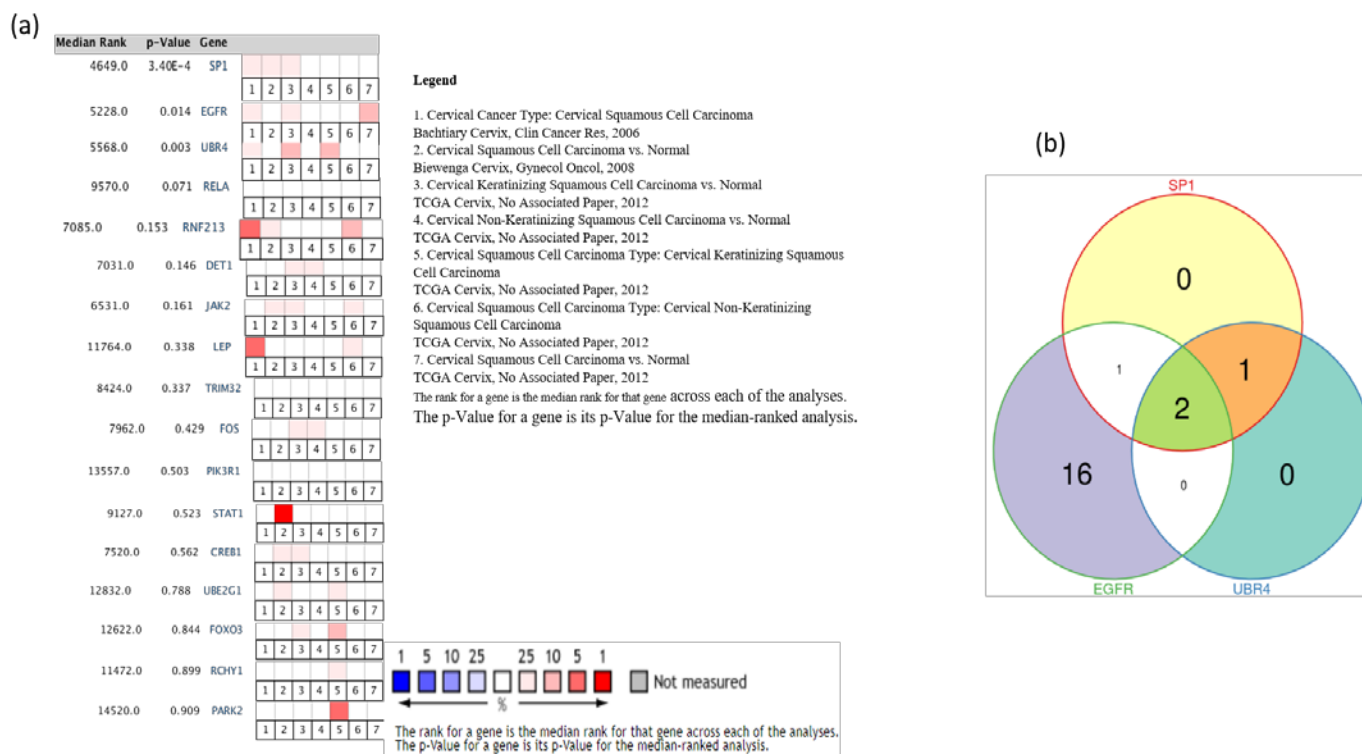 (a)
Median Rank p-Value Gene
4649.0 3.40E-4 SP1
1 2 3 4 5 6 7
5228.0 0.014 EGFR
1 2 3 4 5 6 7
5568.0 0.003 UBR4
1 2 3 4 5 6 7
9570.0 0.071 RELA
1 2 3 4 5 6 7
7085.0 0.153 RNF213
1 2 3 4 5 6 7
7031.0 0.146 DET1
1 2 3 4 5 6 7
6531.0 0.161 JAK2
1 2 3 4 5 6 7
11764.0 0.338 LEP
1 2 3 4 5 6 7
8424.0 0.337 TRIM32
1 2 3 4 5 6 7
7962.0 0.429 FOS
1 2 3 4 5 6 7
13557.0 0.503 PIK3R1
1 2 3 4 5 6 7
9127.0 0.523 STAT1
1 2 3 4 5 6 7
7520.0 0.562 CREB1
1 2 3 4 5 6 7
12832.0 0.788 UBE2G1
1 2 3 4 5 6 7
12622.0 0.844 FOXO3
1 2 3 4 5 6 7
11472.0 0.899 RCHY1
1 2 3 4 5 6 7
14520.0 0.909 PARK2
1 2 3 4 5 6 7
Legend
1. Cervical Cancer Type: Cervical Squamous Cell Carcinoma
Bachtiary Cervix, Clin Cancer Res, 2006
2. Cervical Squamous Cell Carcinoma vs. Normal
Biewenga Cervix, Gynecol Oncol, 2008
3. Cervical Keratinizing Squamous Cell Carcinoma vs. Normal
TCGA Cervix, No Associated Paper, 2012
4. Cervical Non-Keratinizing Squamous Cell Carcinoma vs. Normal
TCGA Cervix, No Associated Paper, 2012
5. Cervical Squamous Cell Carcinoma Type: Cervical Keratinizing Squamous
Cell Carcinoma
TCGA Cervix, No Associated Paper, 2012
6. Cervical Squamous Cell Carcinoma Type: Cervical Non-Keratinizing
Squamous Cell Carcinoma
TCGA Cervix, No Associated Paper, 2012
7. Cervical Squamous Cell Carcinoma vs. Normal
TCGA Cervix, No Associated Paper, 2012
The rank for a gene is the median rank for that gene across each of the analyses.
The p-Value for a gene is its p-Value for the median-ranked analysis.
1 5 10 25 25 10 5 1
Not measured
%
The rank for a gene is the median rank for that gene across each of the analyses.
The p-Value for a gene is its p-Value for the median-ranked analysis.
(b)
SP1
0
1
1
2
16
0
0
EGFR
UBR4